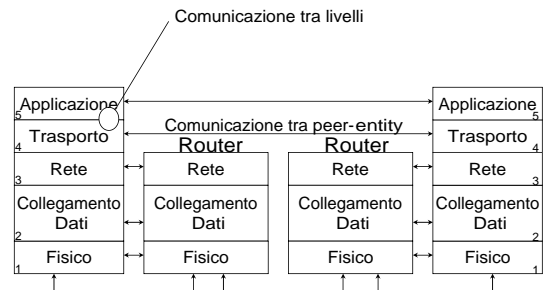 Comunicazione tra livelli
Applicazione
5
Applicazione
5
Comunicazione tra peer-entity
Trasporto
4
Router
Router
Trasporto
4
Rete
3
Rete
Rete
Rete
3
Collegamento
Dati
2
Collegamento
Dati
Collegamento
Dati
Collegamento
Dati
2
Fisico
1
Fisico
Fisico
Fisico
1